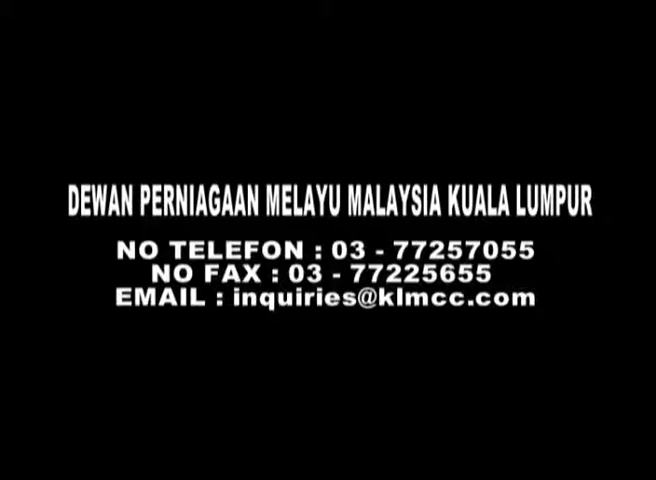 DEWAN PERNIAGAAN MELAYU MALAYSIA KUALA LUMPUR
NO TELEFON : 03 - 77257055
NO FAX : 03 - 77225655
EMAIL : inquiries@klmcc.com